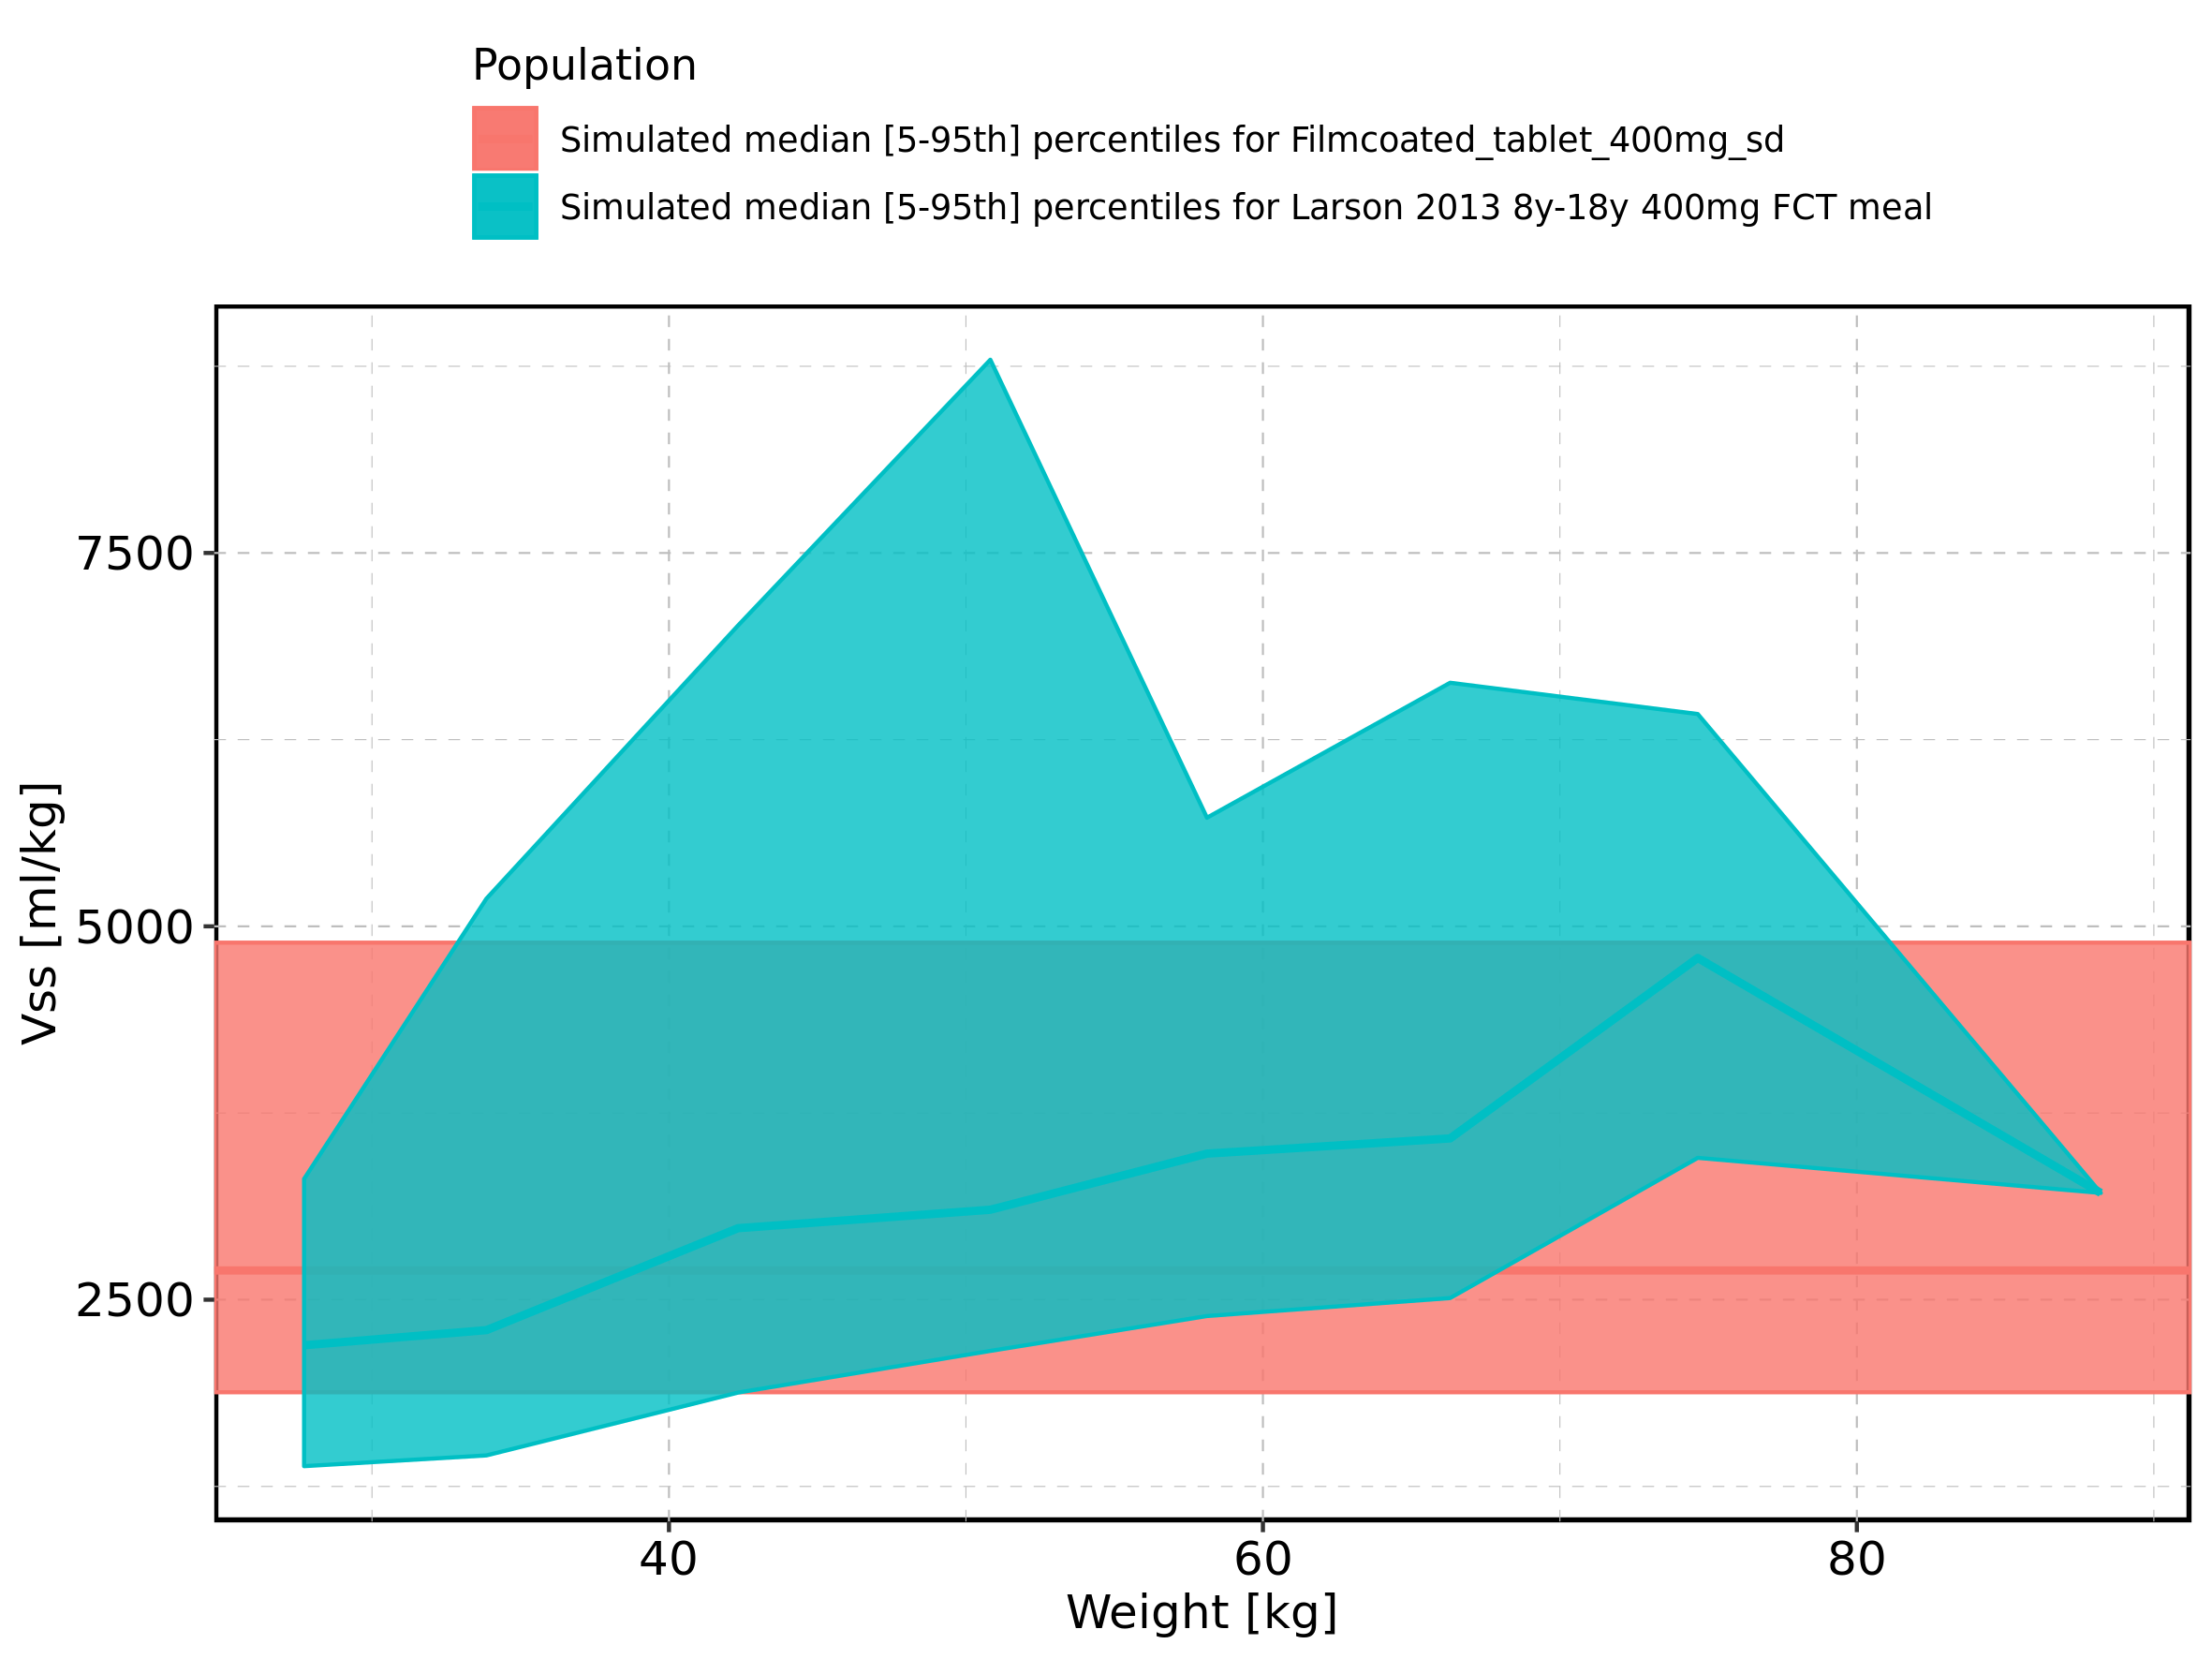 Population
Simulated median [5-95th] percentiles for Filmcoated_tablet_400mg_sd
Simulated median [5-95th] percentiles for Larson 2013 8y-18y 400mg FCT meal
7500
5000
2500
Vss [ml/kg]
40 60 80
Weight [kg]